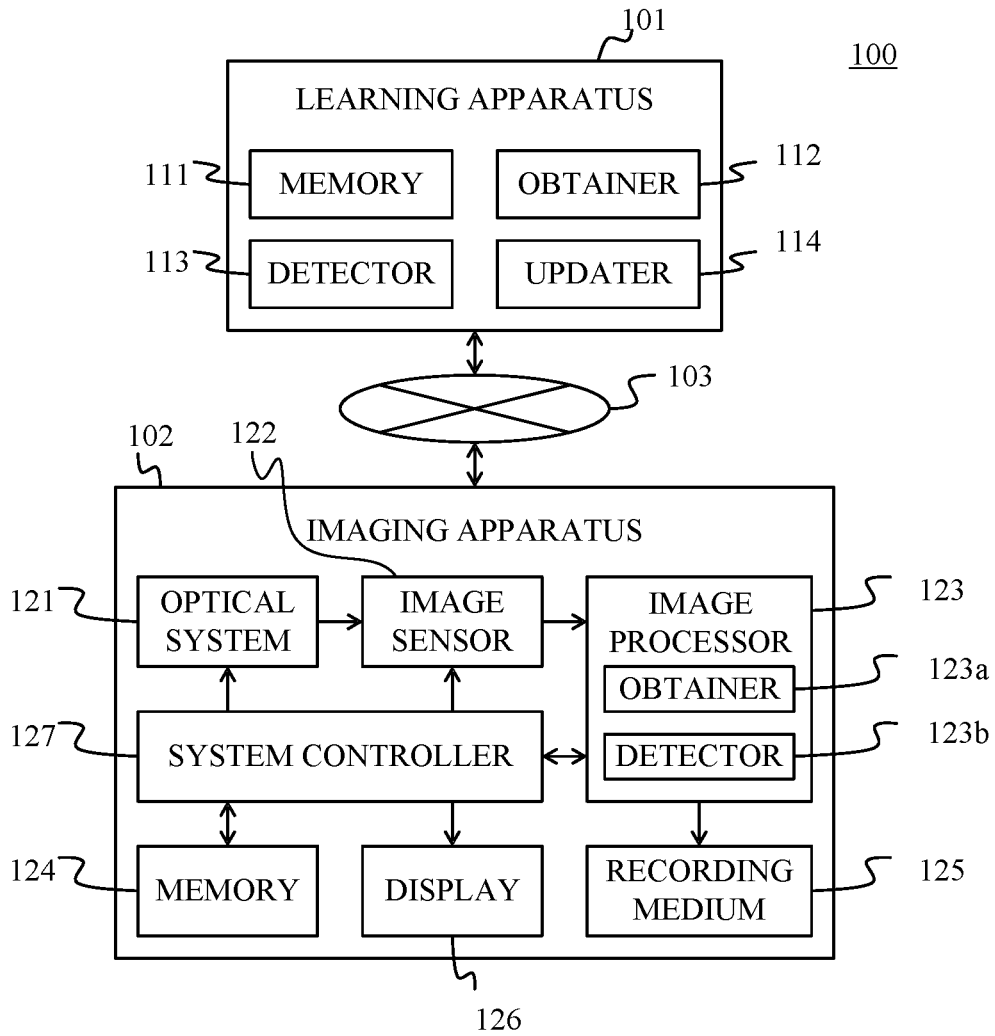 101
100
LEARNING APPARATUS
111
MEMORY
OBTAINER
112
113
DETECTOR
UPDATER
114
103
102
122
IMAGING APPARATUS
121
OPTICAL
SYSTEM
IMAGE
SENSOR
IMAGE
PROCESSOR
123
OBTAINER
123a
127
SYSTEM CONTROLLER
DETECTOR
123b
124
MEMORY
DISPLAY
RECORDING
MEDIUM
125
126